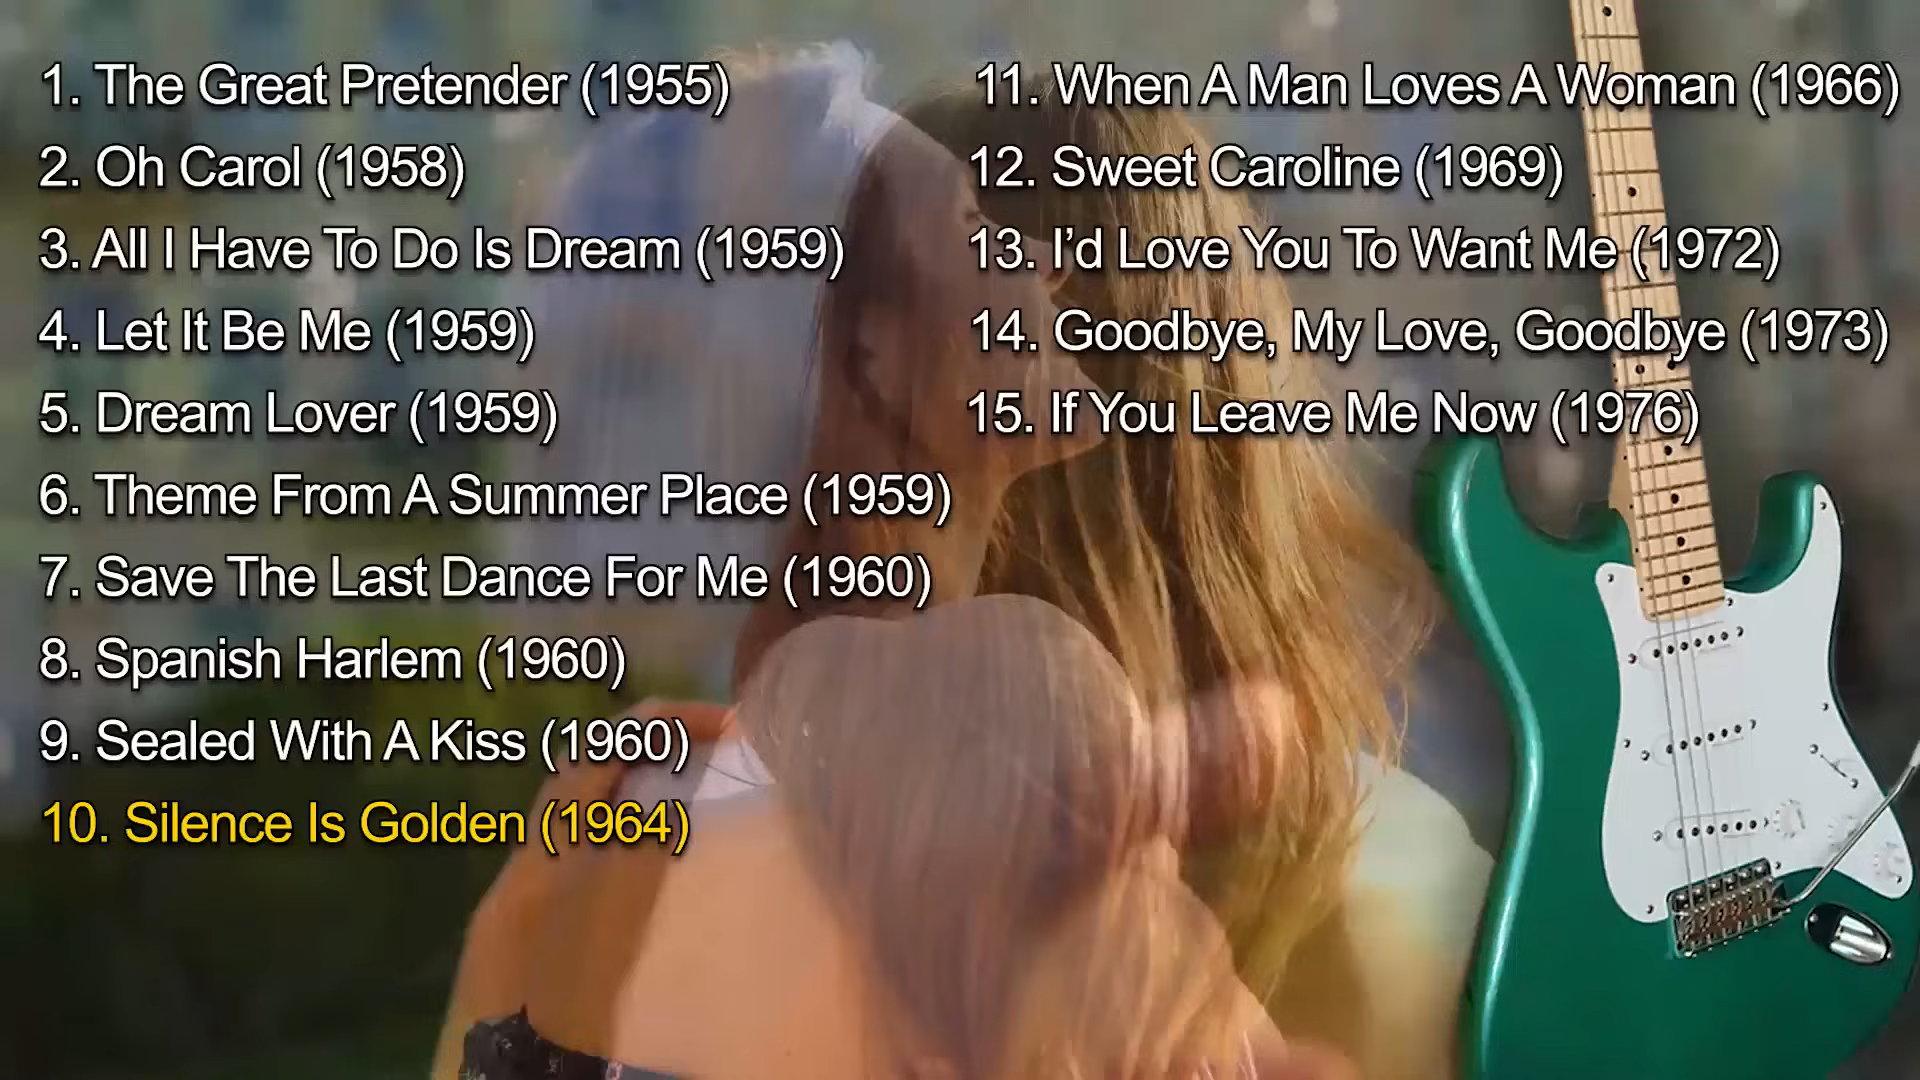 1. The Great Pretender (1955)
2. Oh Carol (1958)
3. All I Have To Do Is Dream (1959)
4. Let It Be Me (1959)
5. Dream Lover (1959)
6. Theme From A Summer Place (1959)
7. Save The Last Dance For Me (1960)
8. Spanish Harlem (1960)
9. Sealed With A Kiss (1960)
10. Silence Is Golden (1964)
11. When A Man Loves A Woman (1966)
12. Sweet Caroline (1969)
13. I’d Love You To Want Me (1972)
14. Goodbye, My Love, Goodbye (1973)
15. If You Leave Me Now (1976)